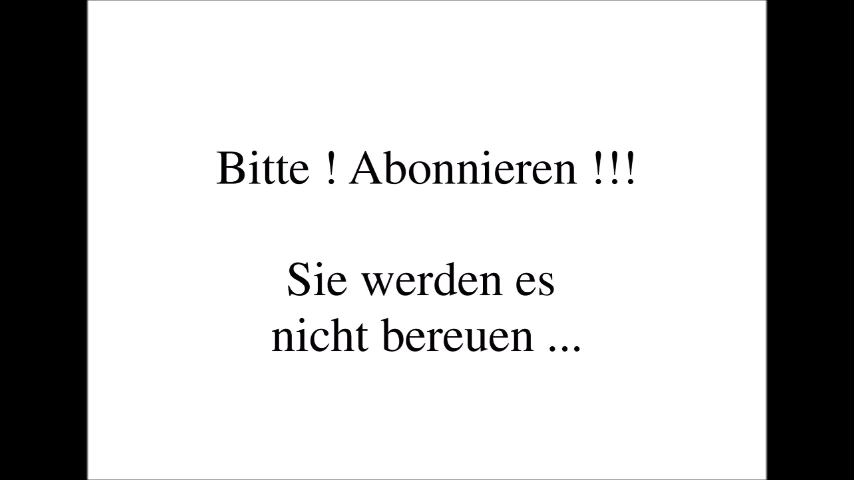 Bitte ! Abonnieren !!!
Sie werden es
nicht bereuen ...